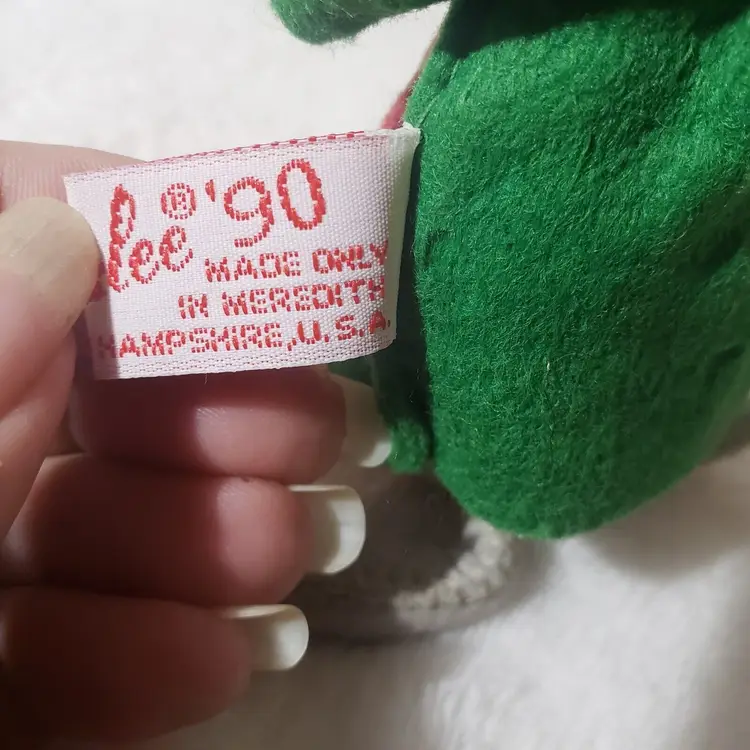 lee® '90
MADE ONLY
IN MEREDITH
HAMPSHIRE, U.S.A.